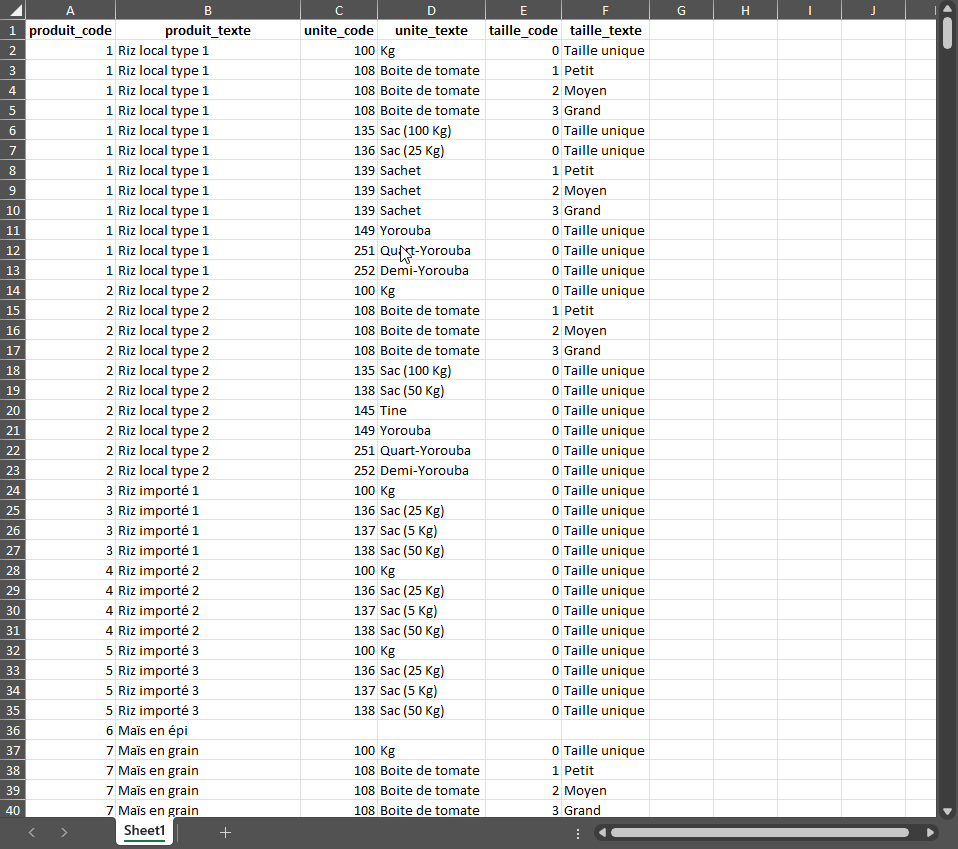 A B C D E F G H I J
1 produit_code produit_texte unite_code unite_texte taille_code taille_texte
2 1 Riz local type 1 100 Kg 0 Taille unique
3 1 Riz local type 1 108 Boite de tomate 1 Petit
4 1 Riz local type 1 108 Boite de tomate 2 Moyen
5 1 Riz local type 1 108 Boite de tomate 3 Grand
6 1 Riz local type 1 135 Sac (100 Kg) 0 Taille unique
7 1 Riz local type 1 136 Sac (25 Kg) 0 Taille unique
8 1 Riz local type 1 139 Sachet 1 Petit
9 1 Riz local type 1 139 Sachet 2 Moyen
10 1 Riz local type 1 139 Sachet 3 Grand
11 1 Riz local type 1 149 Yorouba 0 Taille unique
12 1 Riz local type 1 251 Quart-Yorouba 0 Taille unique
13 1 Riz local type 1 252 Demi-Yorouba 0 Taille unique
14 2 Riz local type 2 100 Kg 0 Taille unique
15 2 Riz local type 2 108 Boite de tomate 1 Petit
16 2 Riz local type 2 108 Boite de tomate 2 Moyen
17 2 Riz local type 2 108 Boite de tomate 3 Grand
18 2 Riz local type 2 135 Sac (100 Kg) 0 Taille unique
19 2 Riz local type 2 138 Sac (50 Kg) 0 Taille unique
20 2 Riz local type 2 145 Tine 0 Taille unique
21 2 Riz local type 2 149 Yorouba 0 Taille unique
22 2 Riz local type 2 251 Quart-Yorouba 0 Taille unique
23 2 Riz local type 2 252 Demi-Yorouba 0 Taille unique
24 3 Riz importé 1 100 Kg 0 Taille unique
25 3 Riz importé 1 136 Sac (25 Kg) 0 Taille unique
26 3 Riz importé 1 137 Sac (5 Kg) 0 Taille unique
27 3 Riz importé 1 138 Sac (50 Kg) 0 Taille unique
28 4 Riz importé 2 100 Kg 0 Taille unique
29 4 Riz importé 2 136 Sac (25 Kg) 0 Taille unique
30 4 Riz importé 2 137 Sac (5 Kg) 0 Taille unique
31 4 Riz importé 2 138 Sac (50 Kg) 0 Taille unique
32 5 Riz importé 3 100 Kg 0 Taille unique
33 5 Riz importé 3 136 Sac (25 Kg) 0 Taille unique
34 5 Riz importé 3 137 Sac (5 Kg) 0 Taille unique
35 5 Riz importé 3 138 Sac (50 Kg) 0 Taille unique
36 6 Maïs en épi
37 7 Maïs en grain 100 Kg 0 Taille unique
38 7 Maïs en grain 108 Boite de tomate 1 Petit
39 7 Maïs en grain 108 Boite de tomate 2 Moyen
40 7 Maïs en grain 108 Boite de tomate 3 Grand
Sheet1